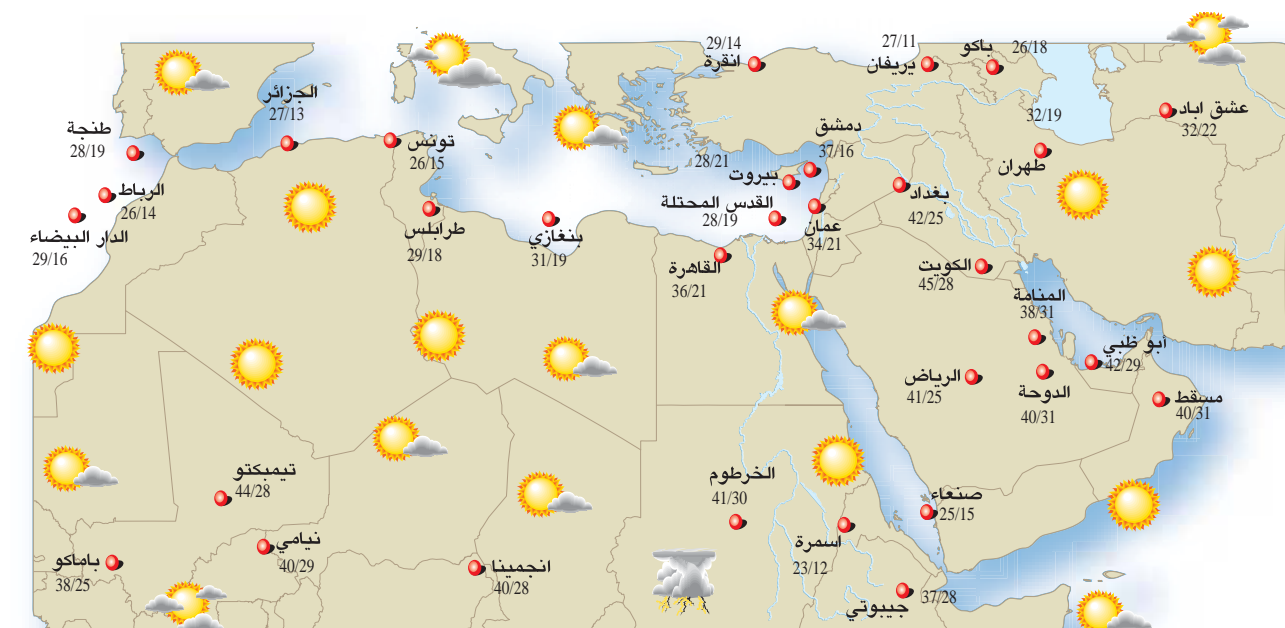 29/14
انقرة
27/11
يريفان
باكو
26/18
عشق اباد
32/22
32/19
طهران
الجزائر
27/13
طنجة
28/19
تونس
26/15
دمشق
37/16
28/21
بيروت
بغداد
42/25
الرباط
26/14
القدس المحتلة
28/19
عمان
34/21
الدار البيضاء
29/16
طرابلس
29/18
بنغازي
31/19
القاهرة
36/21
الكويت
45/28
المنامة
38/31
أبو ظبي
42/29
الرياض
41/25
الدوحة
40/31
مسقط
40/31
تيمبكتو
44/28
الخرطوم
41/30
صنعاء
25/15
اسمرة
23/12
نيامي
40/29
باماكو
38/25
انجمينا
40/28
جيبوتي
37/28